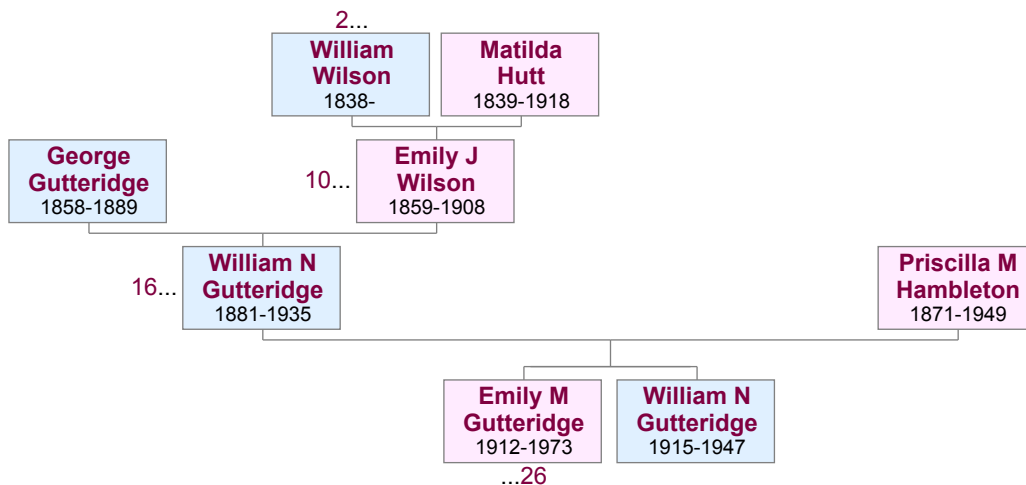 2...
William
Wilson
1838-
Matilda
Hutt
1839-1918
George
Gutteridge
1858-1889
10...
Emily J
Wilson
1859-1908
16...
William N
Gutteridge
1881-1935
Priscilla M
Hambleton
1871-1949
Emily M
Gutteridge
1912-1973
William N
Gutteridge
1915-1947
...26